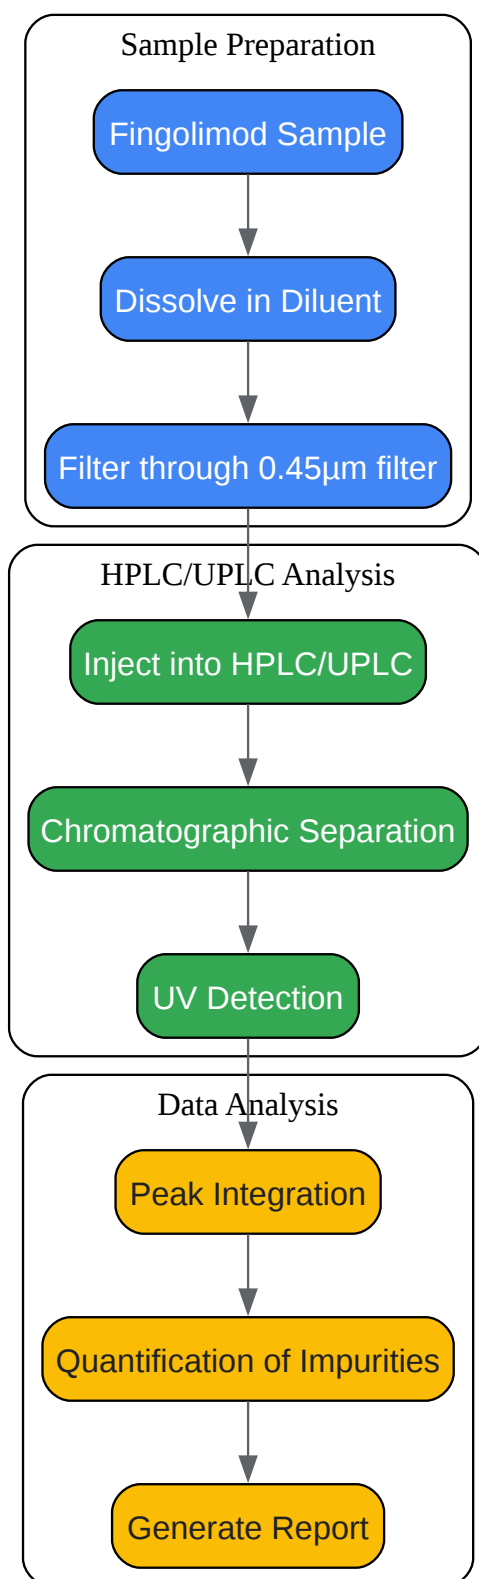 Sample Preparation
Fingolimod Sample
Dissolve in Diluent
Filter through 0.45µm filter
HPLC/UPLC Analysis
Inject into HPLC/UPLC
Chromatographic Separation
UV Detection
Data Analysis
Peak Integration
Quantification of Impurities
Generate Report